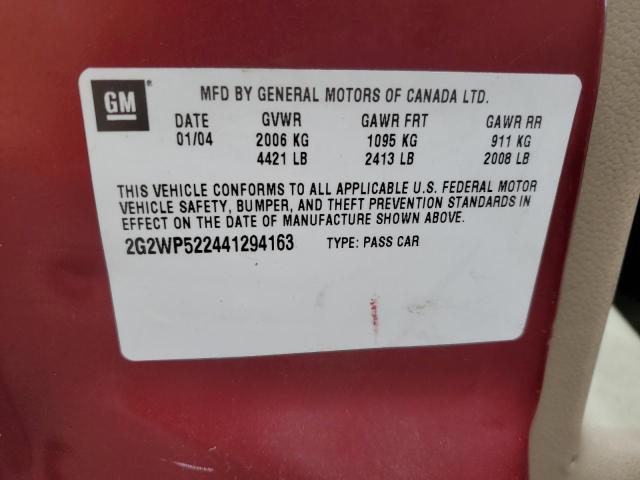 GM
MFD BY GENERAL MOTORS OF CANADA LTD.
DATE GVWR GAWR FRT GAWR RR
01/04 2006 KG 1095 KG 911 KG
4421 LB 2413 LB 2008 LB
THIS VEHICLE CONFORMS TO ALL APPLICABLE U.S. FEDERAL MOTOR
VEHICLE SAFETY, BUMPER, AND THEFT PREVENTION STANDARDS IN
EFFECT ON THE DATE OF MANUFACTURE SHOWN ABOVE.
2G2WP522441294163 TYPE: PASS CAR